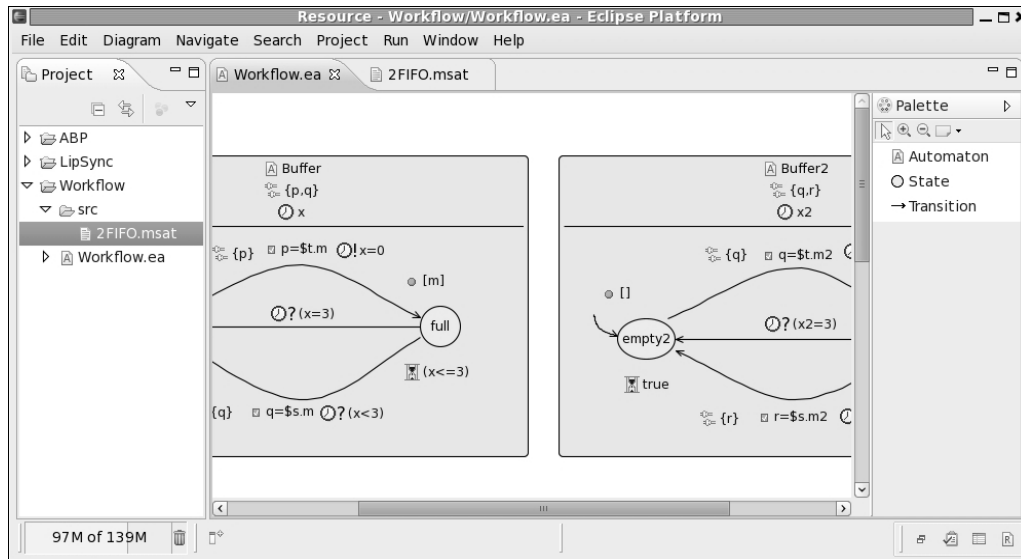 Resource - Workflow/Workflow.ea - Eclipse Platform
File Edit Diagram Navigate Search Project Run Window Help
Project
Workflow.ea
2FIFO.msat
Palette
ABP
LipSync
Workflow
src
2FIFO.msat
Workflow.ea
A Buffer
{p,q}
x
{p} p=$t.m !x=0
[m]
?(x=3)
full
(x<=3)
{q} q=$s.m ?(x<3)
A Buffer2
{q,r}
x2
{q} q=$t.m2
[]
?(x2=3)
empty2
true
{r} r=$s.m2
A Automaton
State
Transition
97M of 139M